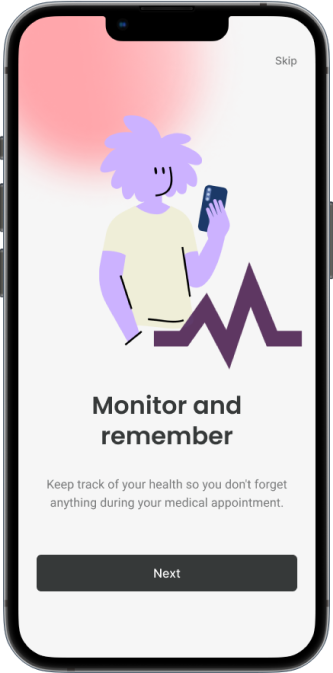 Skip
Monitor and
remember
Keep track of your health so you don't forget
anything during your medical appointment.
Next